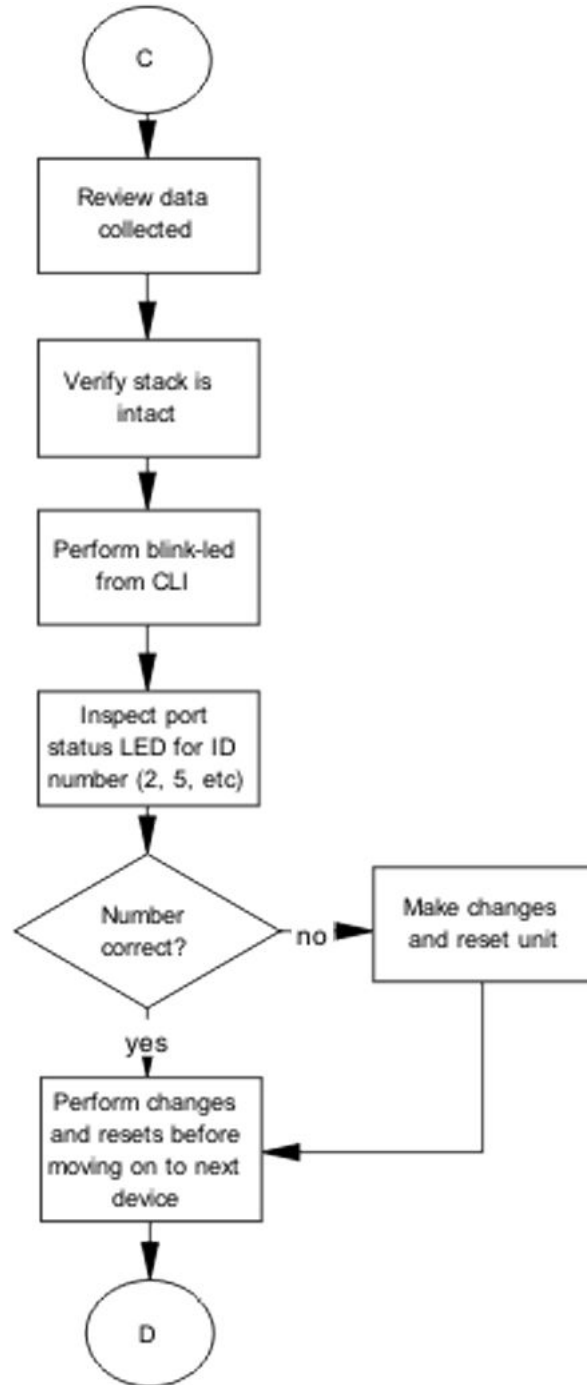 C
Review data
collected
Verify stack is
intact
Perform blink-led
from CLI
Inspect port
status LED for ID
number (2, 5, etc)
Number
correct?
no
Make changes
and reset unit
yes
Perform changes
and resets before
moving on to next
device
D